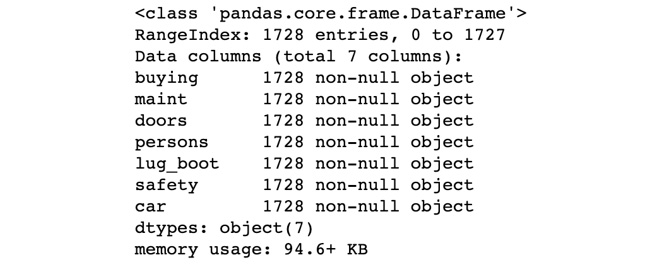 <class 'pandas.core.frame.DataFrame'>
RangeIndex: 1728 entries, 0 to 1727
Data columns (total 7 columns):
buying      1728 non-null object
maint       1728 non-null object
doors       1728 non-null object
persons     1728 non-null object
lug_boot    1728 non-null object
safety      1728 non-null object
car         1728 non-null object
dtypes: object(7)
memory usage: 94.6+ KB